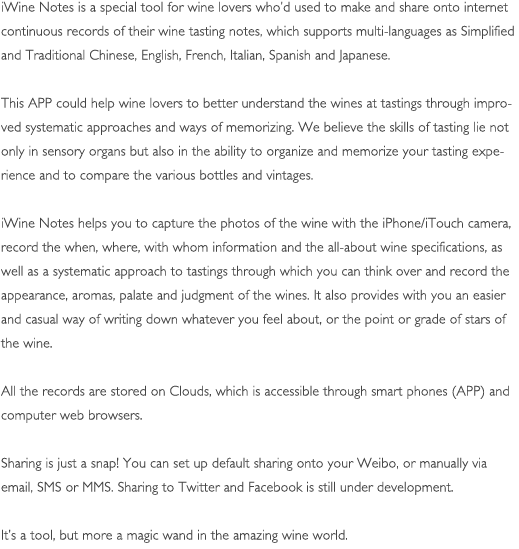 iWine Notes is a special tool for wine lovers who'd used to make and share onto internet
continuous records of their wine tasting notes, which supports multi-languages as Simplified
and Traditional Chinese, English, French, Italian, Spanish and Japanese.
This APP could help wine lovers to better understand the wines at tastings through impro-
ved systematic approaches and ways of memorizing. We believe the skills of tasting lie not
only in sensory organs but also in the ability to organize and memorize your tasting expe-
rience and to compare the various bottles and vintages.
iWine Notes helps you to capture the photos of the wine with the iPhone/iTouch camera,
record the when, where, with whom information and the all-about wine specifications, as
well as a systematic approach to tastings through which you can think over and record the
appearance, aromas, palate and judgment of the wines. It also provides with you an easier
and casual way of writing down whatever you feel about, or the point or grade of stars of
the wine.
All the records are stored on Clouds, which is accessible through smart phones (APP) and
computer web browsers.
Sharing is just a snap! You can set up default sharing onto your Weibo, or manually via
email, SMS or MMS. Sharing to Twitter and Facebook is still under development.
It's a tool, but more a magic wand in the amazing wine world.